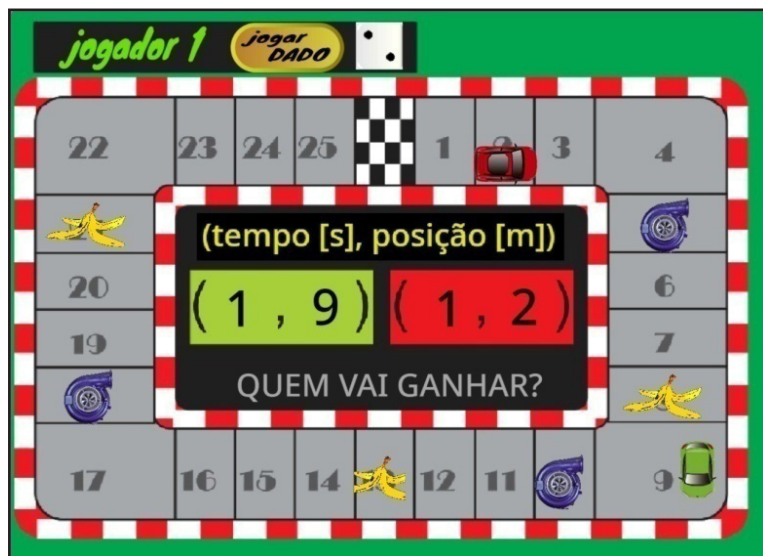 jogador 1
jogar
DADO
22 23 24 25 1 2 3 4
(tempo [s], posição [m])
( 1 , 9 ) ( 1 , 2 )
20 6
19 7
QUEM VAI GANHAR?
17 16 15 14 12 11 9